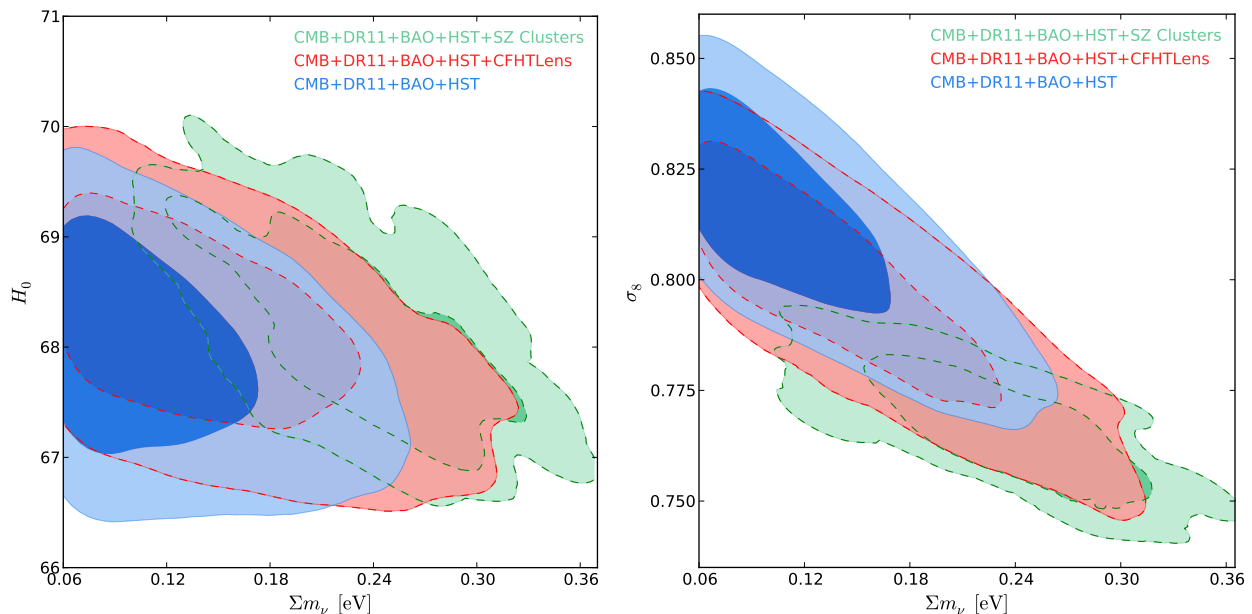 71
70
69
68
67
66
H₀
CMB+DR11+BAO+HST+SZ Clusters
CMB+DR11+BAO+HST+CFHTLens
CMB+DR11+BAO+HST
0.06 0.12 0.18 0.24 0.30 0.36
Σm_ν [eV]
0.850
0.825
0.800
0.775
0.750
σ₈
CMB+DR11+BAO+HST+SZ Clusters
CMB+DR11+BAO+HST+CFHTLens
CMB+DR11+BAO+HST
0.06 0.12 0.18 0.24 0.30 0.36
Σm_ν [eV]